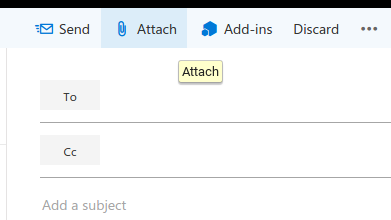 Send Attach Add-ins Discard
Attach
To
Cc
Add a subject